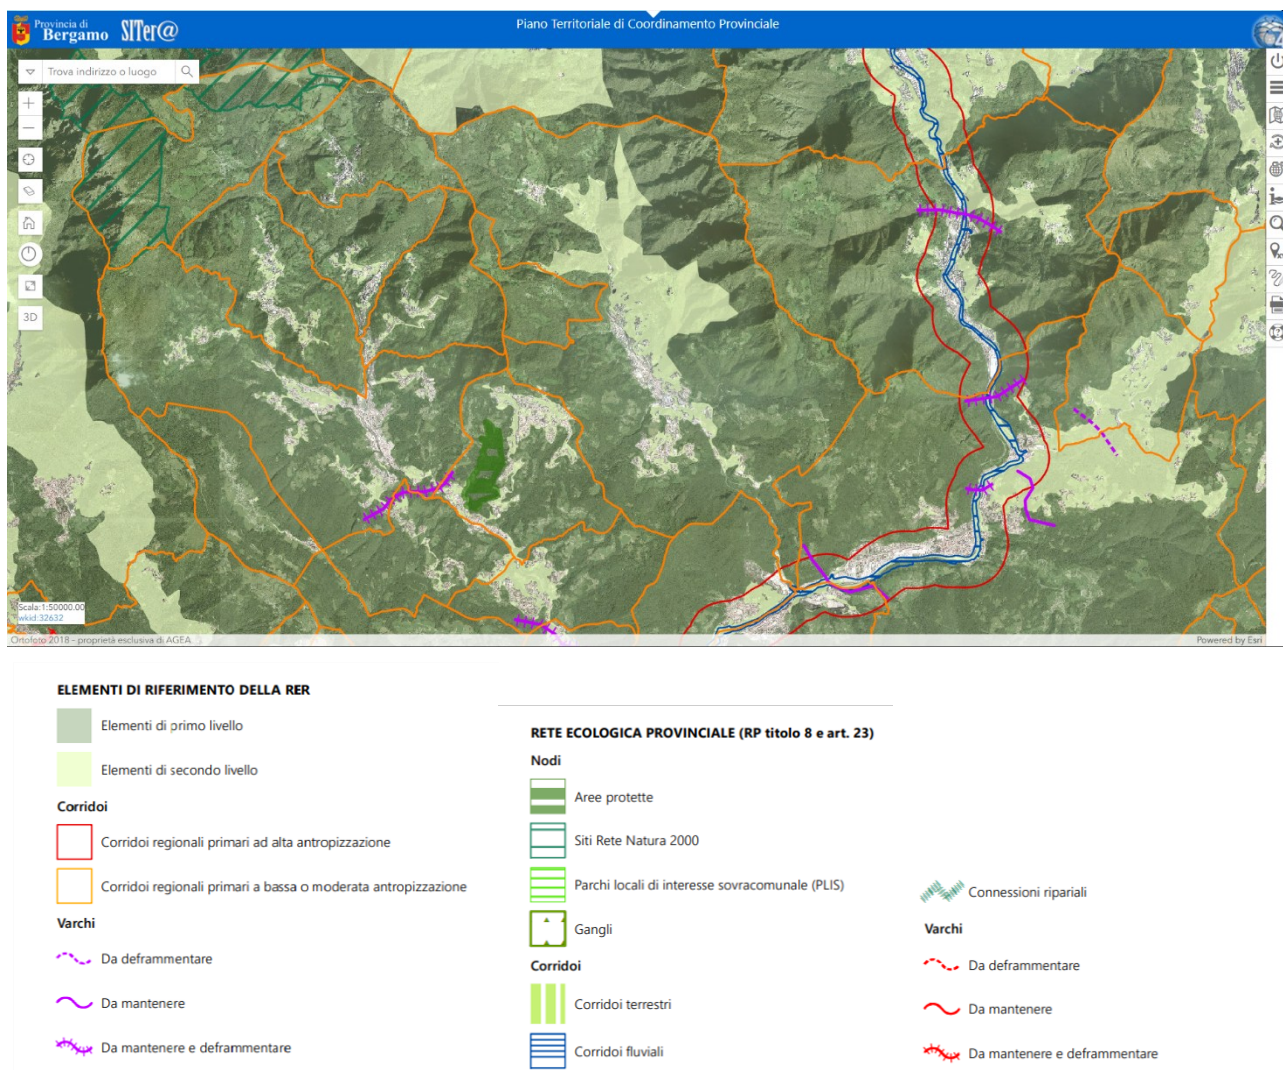 Provincia di
Bergamo
SITer@
Piano Territoriale di Coordinamento Provinciale
Trova indirizzo o luogo
3D
Scala:1:50000.00
wkid:32632
Ortofoto 2018 - proprietà esclusiva di AGEA
Powered by Esri
ELEMENTI DI RIFERIMENTO DELLA RER
Elementi di primo livello
Elementi di secondo livello
Corridoi
Corridoi regionali primari ad alta antropizzazione
Corridoi regionali primari a bassa o moderata antropizzazione
Varchi
Da deframmentare
Da mantenere
Da mantenere e deframmentare
RETE ECOLOGICA PROVINCIALE (RP titolo 8 e art. 23)
Nodi
Aree protette
Siti Rete Natura 2000
Parchi locali di interesse sovracomunale (PLIS)
Gangli
Corridoi
Corridoi terrestri
Corridoi fluviali
Connessioni ripariali
Varchi
Da deframmentare
Da mantenere
Da mantenere e deframmentare